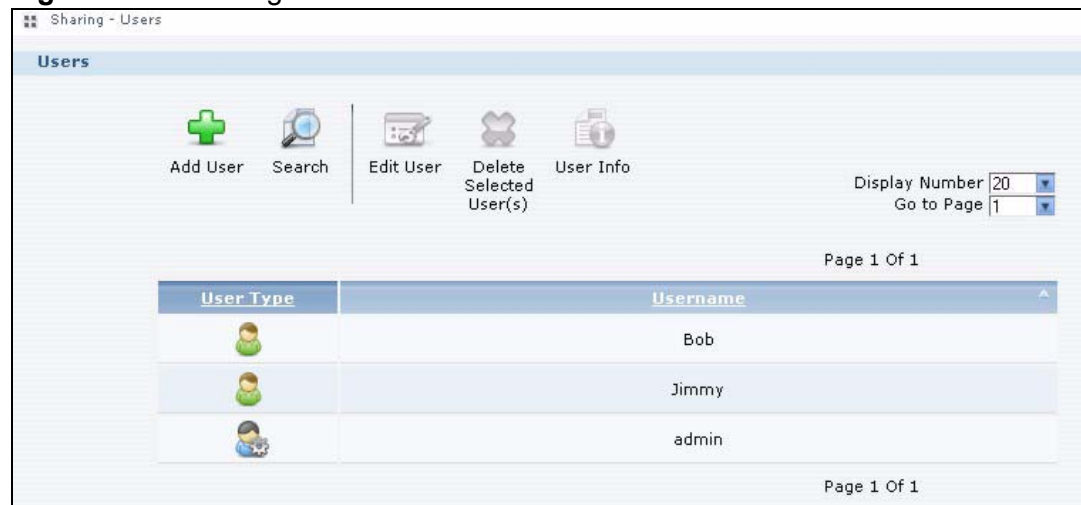 Sharing - Users
Users
Add User
Search
Edit User
Delete
Selected
User(s)
User Info
Display Number 20
Go to Page 1
Page 1 Of 1
User Type Username
Bob
Jimmy
admin
Page 1 Of 1